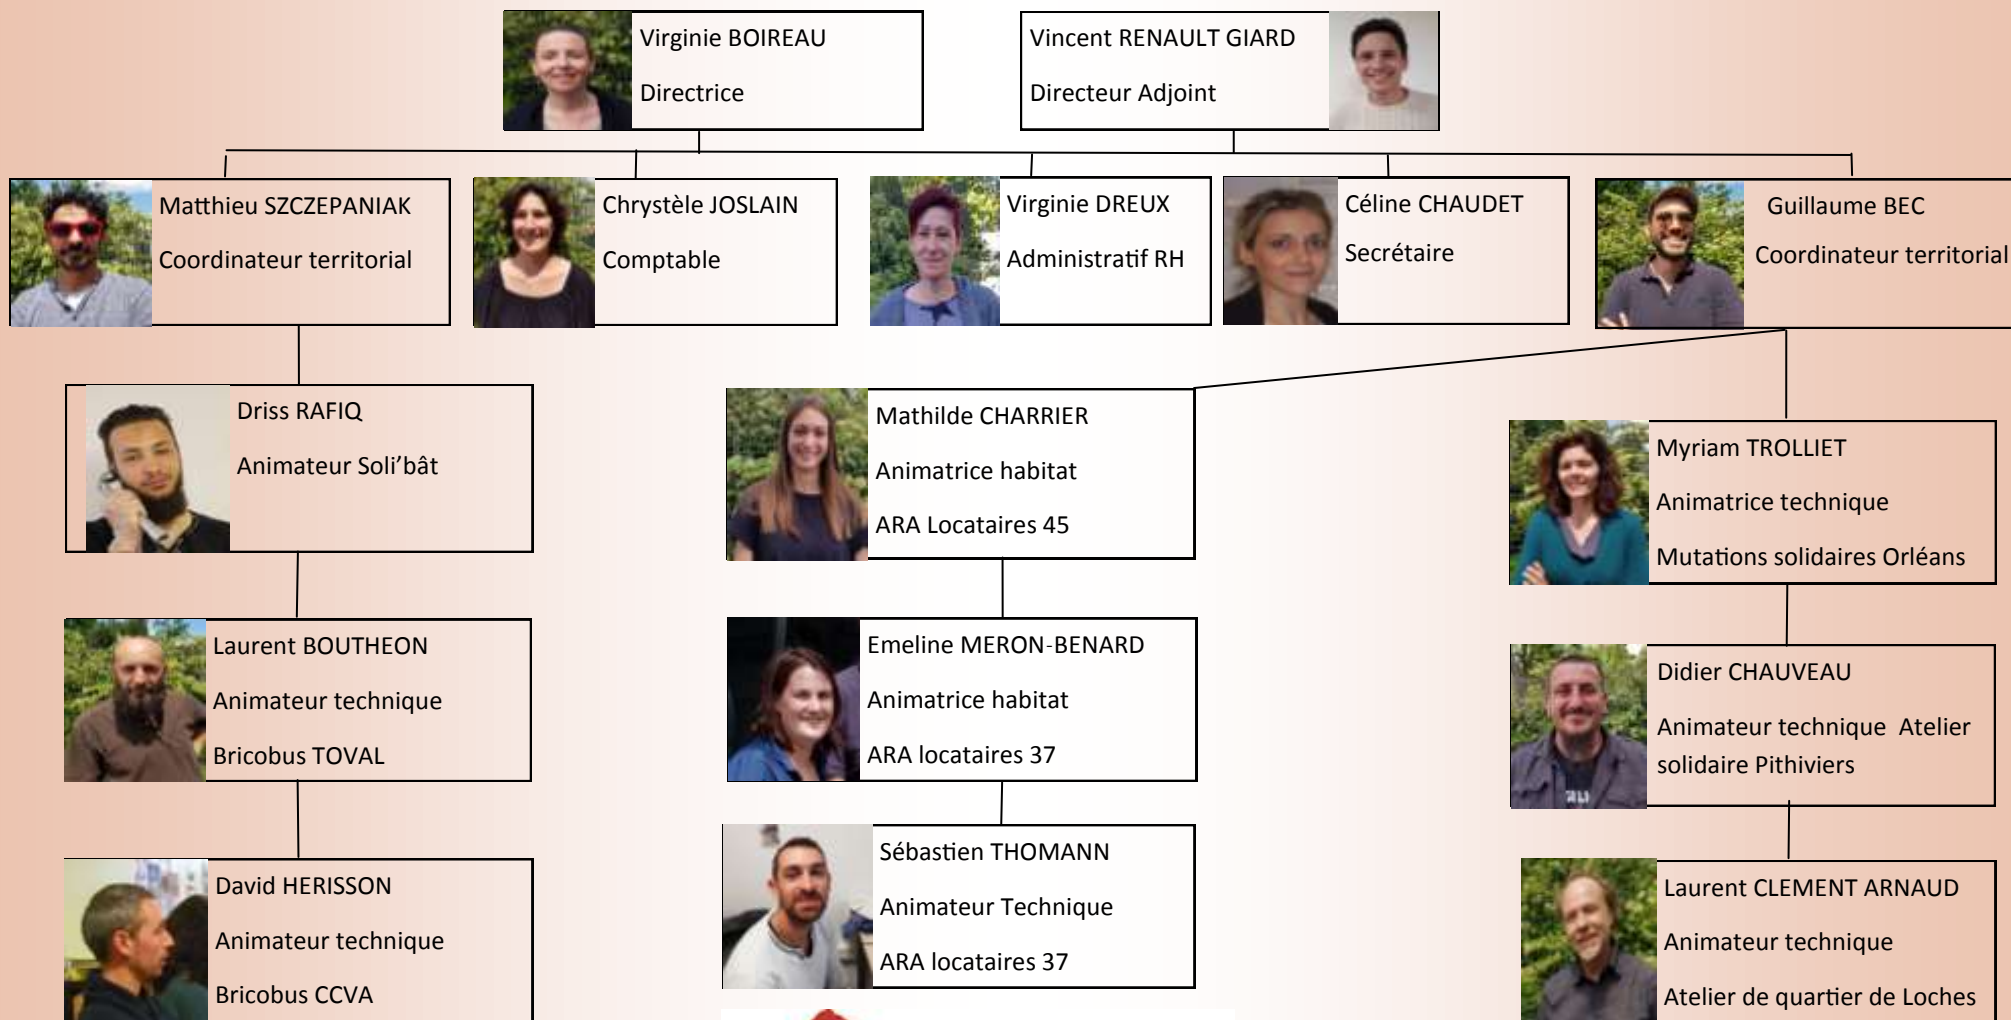 Virginie BOIREAU
Directrice
Vincent RENAULT GIARD
Directeur Adjoint
Matthieu SZCZEPANIAK
Coordinateur territorial
Chrystèle JOSLAIN
Comptable
Virginie DREUX
Administratif RH
Céline CHAUDET
Secrétaire
Guillaume BEC
Coordinateur territorial
Driss RAFIQ
Animateur Soli’bât
Mathilde CHARRIER
Animatrice habitat
ARA Locataires 45
Myriam TROLLIET
Animatrice technique
Mutations solidaires Orléans
Laurent BOUTHEON
Animateur technique
Bricobus TOVAL
Emeline MERON-BENARD
Animatrice habitat
ARA locataires 37
Didier CHAUVEAU
Animateur technique Atelier
solidaire Pithiviers
David HERISSON
Animateur technique
Bricobus CCVA
Sébastien THOMANN
Animateur Technique
ARA locataires 37
Laurent CLEMENT ARNAUD
Animateur technique
Atelier de quartier de Loches